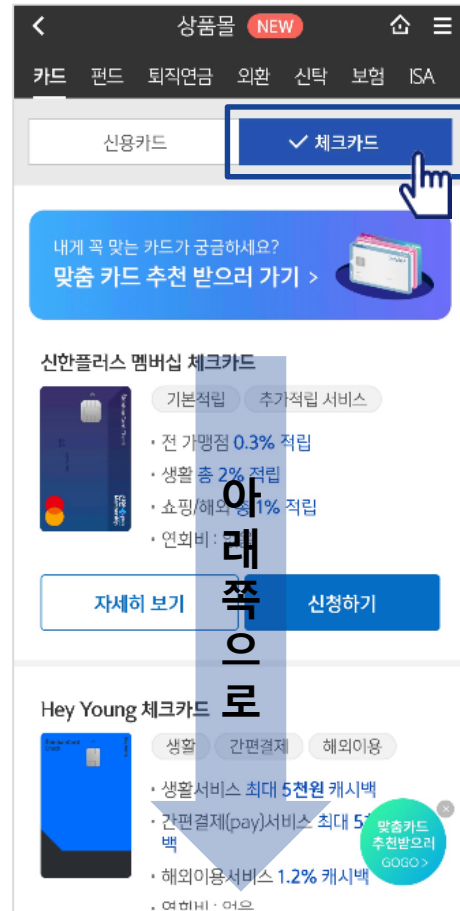 상품몰 NEW
카드 펀드 퇴직연금 외환 신탁 보험 ISA
신용카드 체크카드
내게 꼭 맞는 카드가 궁금하세요?
맞춤 카드 추천 받으러 가기 >
신한플러스 멤버십 체크카드
기본적립 추가적립 서비스
· 전 가맹점 0.3% 적립
· 생활 총 2% 적립
· 쇼핑/해외 총 1% 적립
· 연회비 :
자세히 보기 신청하기
아래쪽으로
Hey Young 체크카드
생활 간편결제 해외이용
· 생활서비스 최대 5천원 캐시백
· 간편결제(pay)서비스 최대
백
· 해외이용서비스 1.2% 캐시백
· 연회비 : 없음
맞춤카드
추천받으러
GOGO >